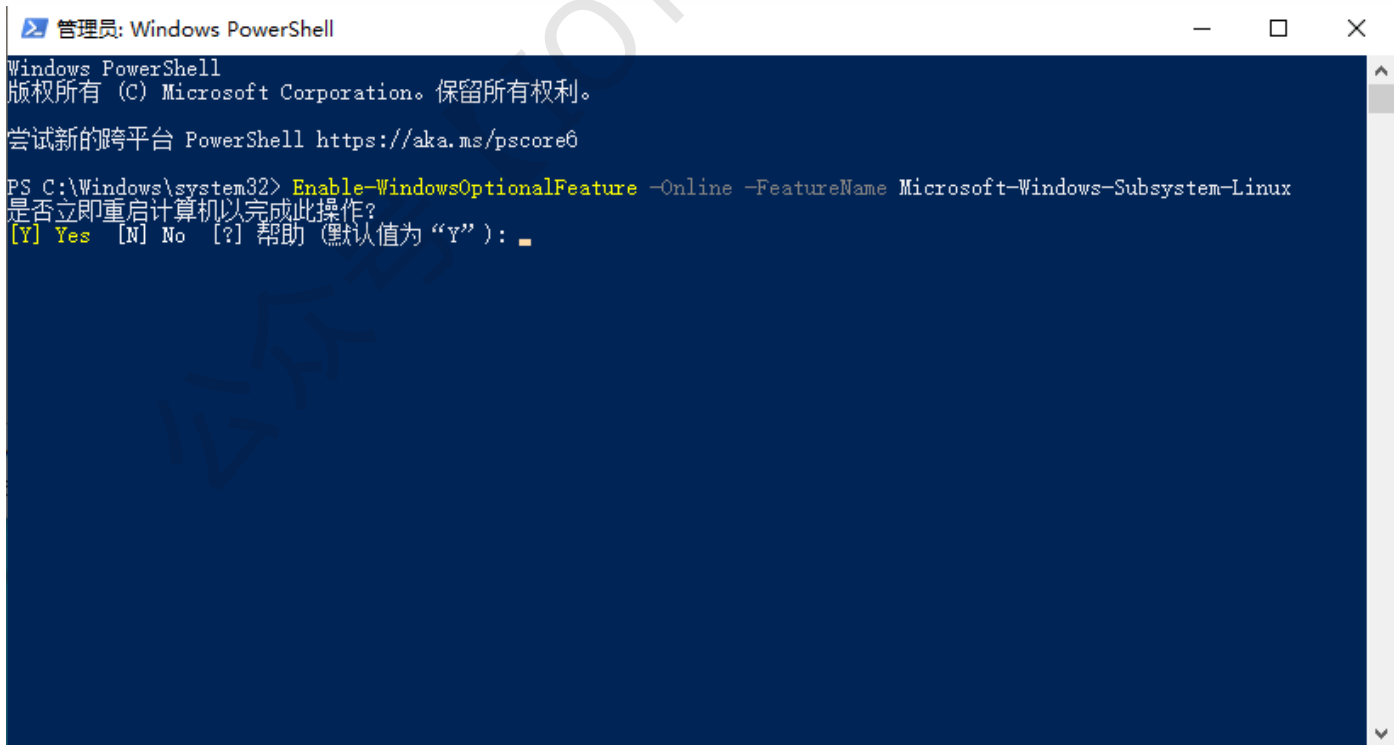 管理员: Windows PowerShell
Windows PowerShell
版权所有 (C) Microsoft Corporation。保留所有权利。
尝试新的跨平台 PowerShell https://aka.ms/pscore6
PS C:\Windows\system32> Enable-WindowsOptionalFeature -Online -FeatureName Microsoft-Windows-Subsystem-Linux
是否立即重启计算机以完成此操作?
[Y] Yes  [N] No  [?] 帮助 (默认值为“Y”):
公众号